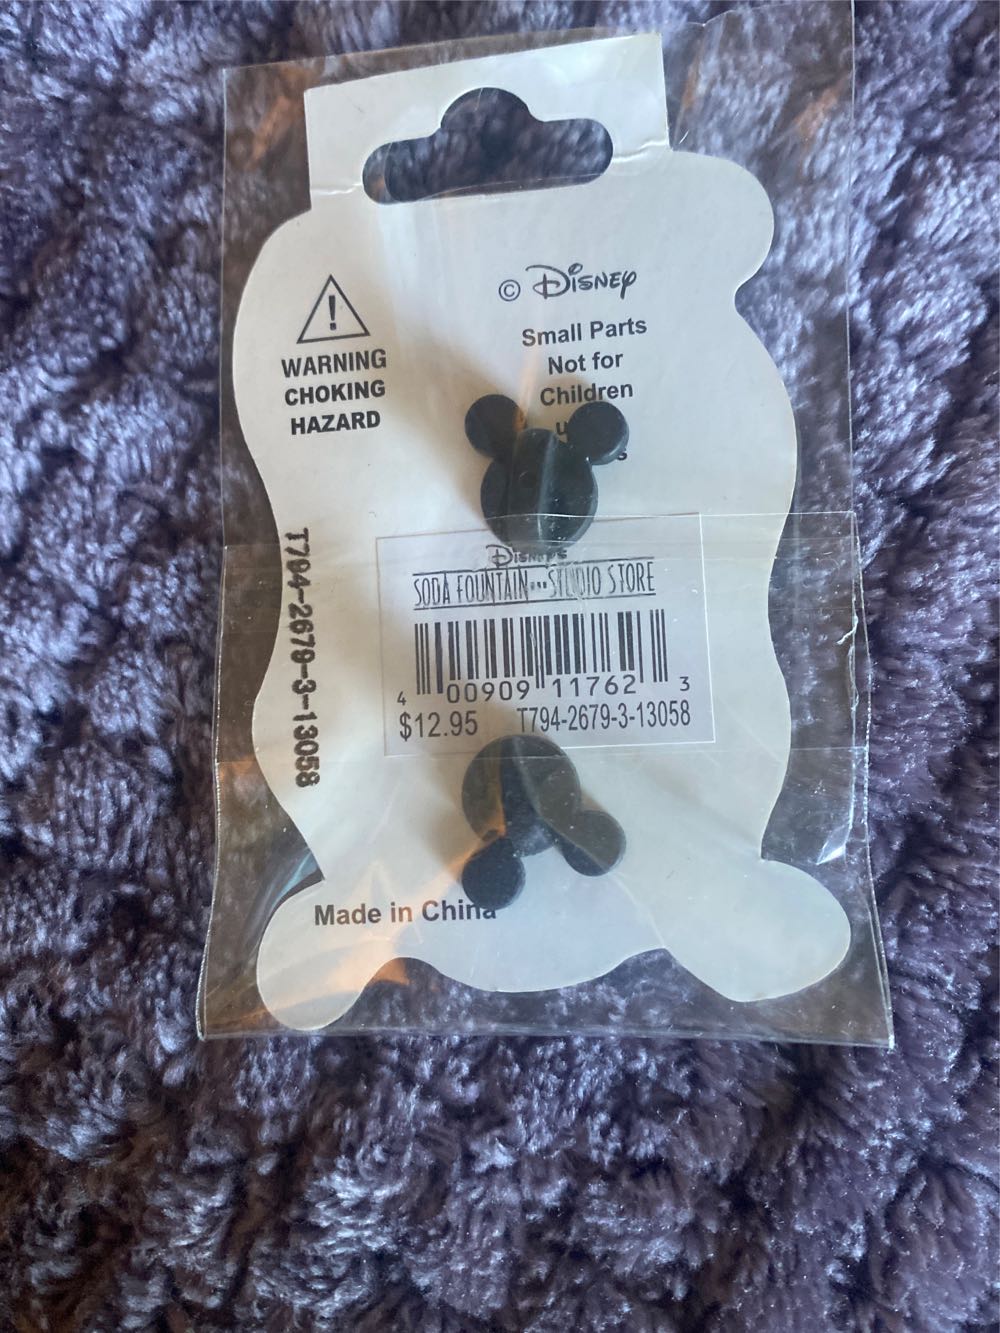 © Disney
WARNING
CHOKING
HAZARD
Small Parts
Not for
Children
T794-2679-3-13058
Disney's
SODA FOUNTAIN STUDIO STORE
4 00909 11762 3
$12.95 T794-2679-3-13058
Made in China